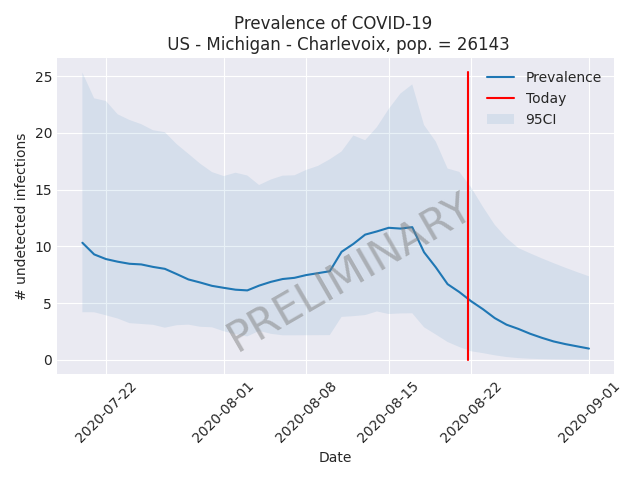 Prevalence of COVID-19
US - Michigan - Charlevoix, pop. = 26143
Prevalence
Today
95CI
PRELIMINARY
# undetected infections
25
20
15
10
5
0
2020-07-22
2020-08-01
2020-08-08
2020-08-15
2020-08-22
2020-09-01
Date